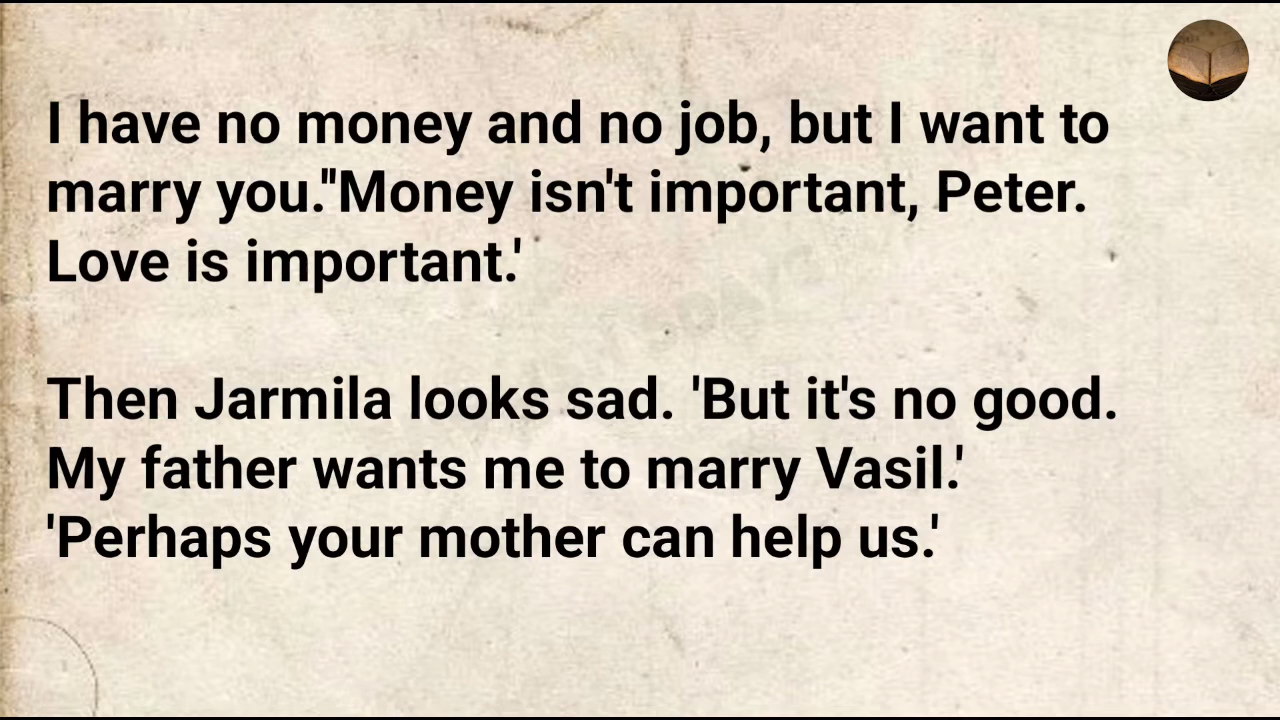 I have no money and no job, but I want to
marry you.''Money isn't important, Peter.
Love is important.'
Then Jarmila looks sad. 'But it's no good.
My father wants me to marry Vasil.'
'Perhaps your mother can help us.'